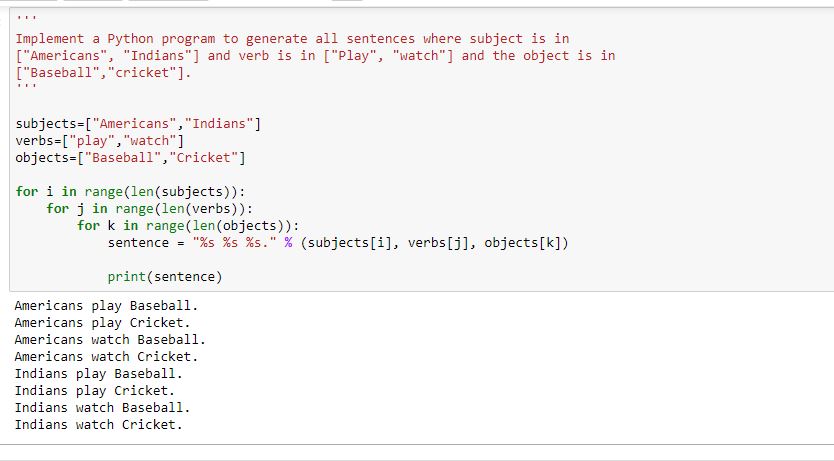 '''
Implement a Python program to generate all sentences where subject is in
["Americans", "Indians"] and verb is in ["Play", "watch"] and the object is in
["Baseball","cricket"].
'''
subjects=["Americans","Indians"]
verbs=["play","watch"]
objects=["Baseball","Cricket"]
for i in range(len(subjects)):
    for j in range(len(verbs)):
        for k in range(len(objects)):
            sentence = "%s %s %s." % (subjects[i], verbs[j], objects[k])
            print(sentence)
Americans play Baseball.
Americans play Cricket.
Americans watch Baseball.
Americans watch Cricket.
Indians play Baseball.
Indians play Cricket.
Indians watch Baseball.
Indians watch Cricket.